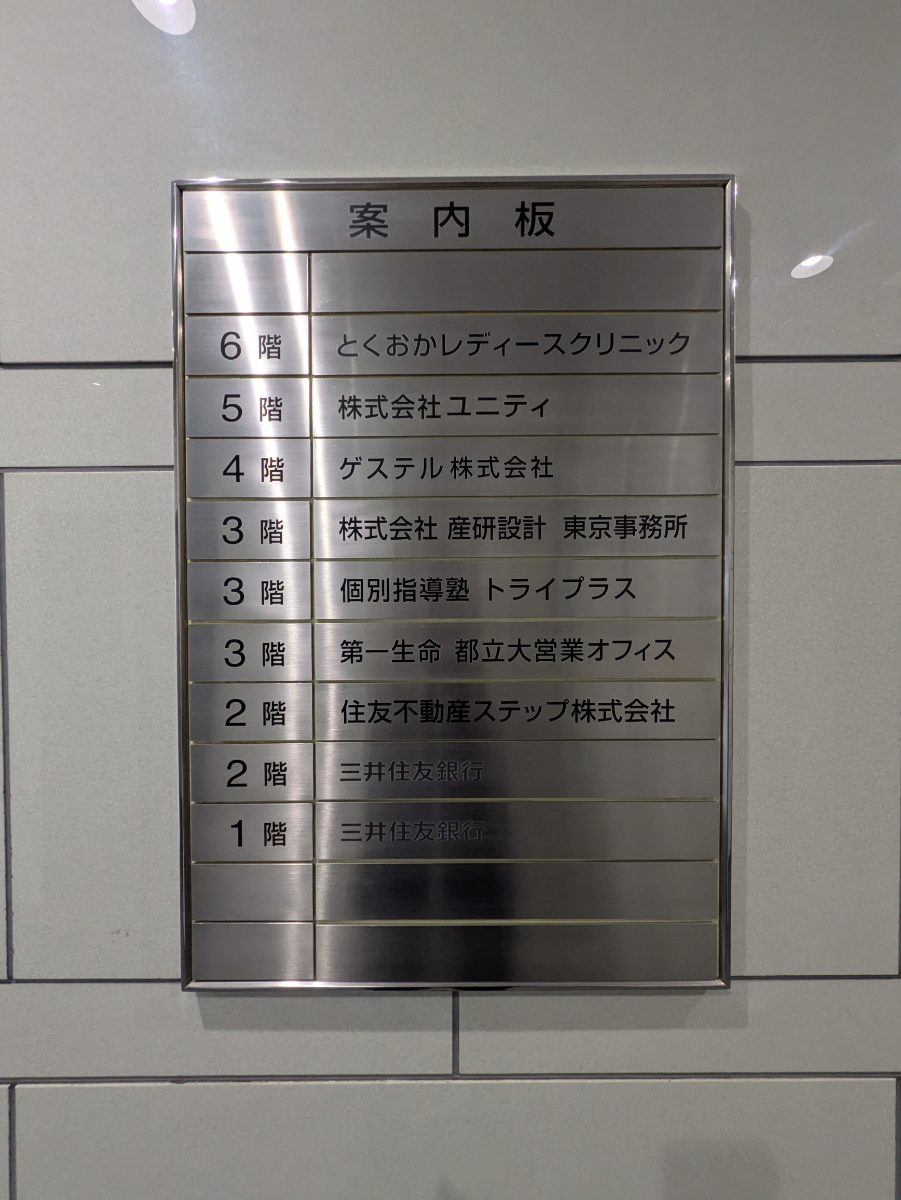 案内板
6階 とくおかレディースクリニック
5階 株式会社ユニティ
4階 ゲステル株式会社
3階 株式会社 産研設計 東京事務所
3階 個別指導塾 トライプラス
3階 第一生命 都立大営業オフィス
2階 住友不動産ステップ株式会社
2階 三井住友銀行
1階 三井住友銀行